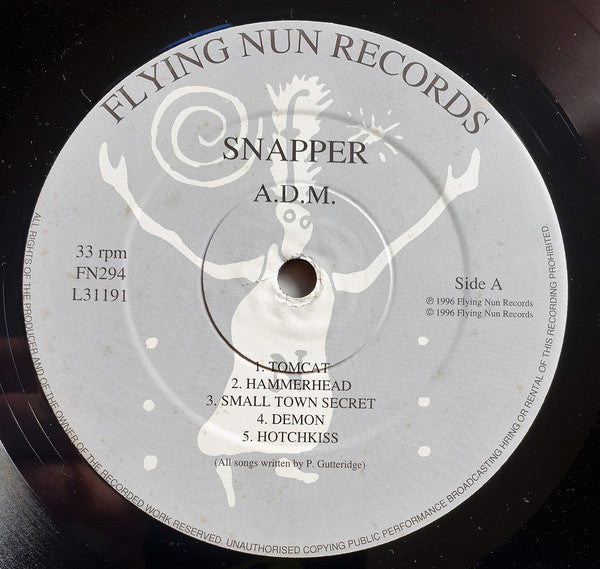 FLYING NUN RECORDS
SNAPPER
A.D.M.
33 rpm
FN294
L31191
Side A
℗ 1996 Flying Nun Records
© 1996 Flying Nun Records
1. TOMCAT
2. HAMMERHEAD
3. SMALL TOWN SECRET
4. DEMON
5. HOTCHKISS
(All songs written by P. Gutteridge)
ALL RIGHTS OF THE PRODUCER AND OF THE OWNER OF THE RECORDED WORK RESERVED. UNAUTHORISED COPYING PUBLIC PERFORMANCE BROADCASTING HIRING OR RENTAL OF THIS RECORDING PROHIBITED.